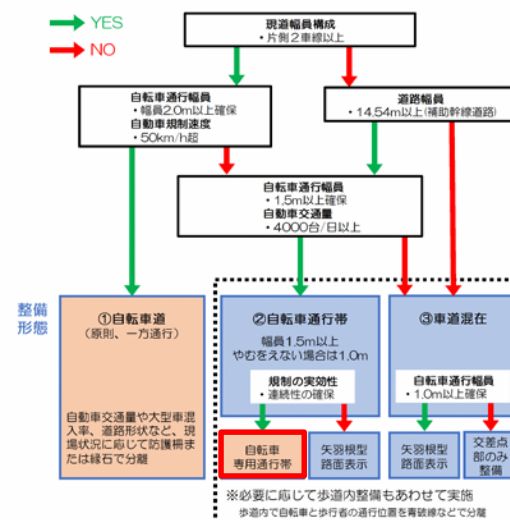 YES
NO
現道幅員構成
・片側2車線以上
自転車通行幅員
・幅員2.0m以上確保
自動車規制速度
・50km/h超
道路幅員
・14.54m以上(補助幹線道路)
自転車通行幅員
・1.5m以上確保
自動車交通量
・4000台/日以上
整備
形態
①自転車道
(原則、一方通行)
自動車交通量や大型車混
入率、道路形状など、現
場状況に応じて防護柵ま
たは縁石で分離
②自転車通行帯
幅員1.5m以上
やむをえない場合は1.0m
規制の実効性
・連続性の確保
自転車
専用通行帯
矢羽根型
路面表示
③車道混在
自転車通行幅員
・1.0m以上確保
矢羽根型
路面表示
交差点
部のみ
整備
※必要に応じて歩道内整備もあわせて実施
歩道内で自転車と歩行者の通行位置を青破線などで分離